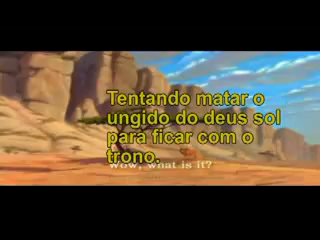 Tentando matar o
ungido do deus sol
para ficar com o
trono.
Wow, what is it?